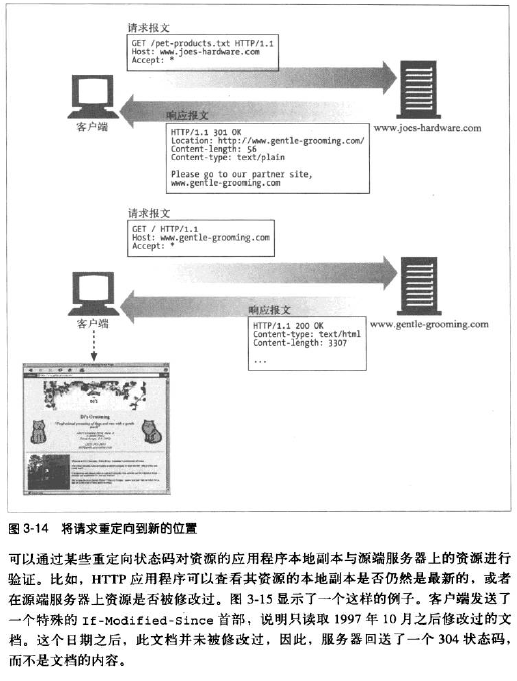 请求报文
GET /pet-products.txt HTTP/1.1
Host: www.joes-hardware.com
Accept: *
客户端
www.joes-hardware.com
响应报文
HTTP/1.1 301 OK
Location: http://www.gentle-grooming.com/
Content-length: 56
Content-type: text/plain
Please go to our partner site,
www.gentle-grooming.com
请求报文
GET / HTTP/1.1
Host: www.gentle-grooming.com
Accept: *
客户端
www.gentle-grooming.com
响应报文
HTTP/1.1 200 OK
Content-type: text/html
Content-length: 3307
...
图 3-14 将请求重定向到新的位置
可以通过某些重定向状态码对资源的应用程序本地副本与源端服务器上的资源进行
验证。比如，HTTP 应用程序可以查看其资源的本地副本是否仍然是最新的，或者
在源端服务器上资源是否被修改过。图 3-15 显示了一个这样的例子。客户端发送了
一个特殊的 If-Modified-Since 首部，说明只读取 1997 年 10 月之后修改过的文
档。这个日期之后，此文档并未被修改过，因此，服务器回送了一个 304 状态码，
而不是文档的内容。